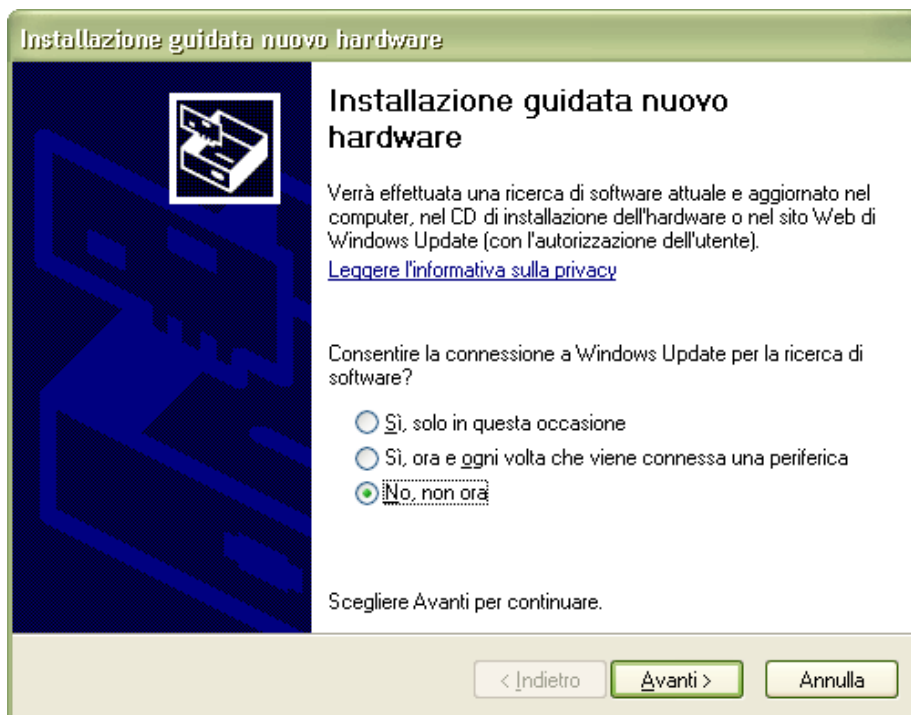 Installazione guidata nuovo hardware
Installazione guidata nuovo
hardware
Verrà effettuata una ricerca di software attuale e aggiornato nel
computer, nel CD di installazione dell'hardware o nel sito Web di
Windows Update (con l'autorizzazione dell'utente).
Leggere l'informativa sulla privacy
Consentire la connessione a Windows Update per la ricerca di
software?
Sì, solo in questa occasione
Sì, ora e ogni volta che viene connessa una periferica
No, non ora
Scegliere Avanti per continuare.
< Indietro Avanti > Annulla